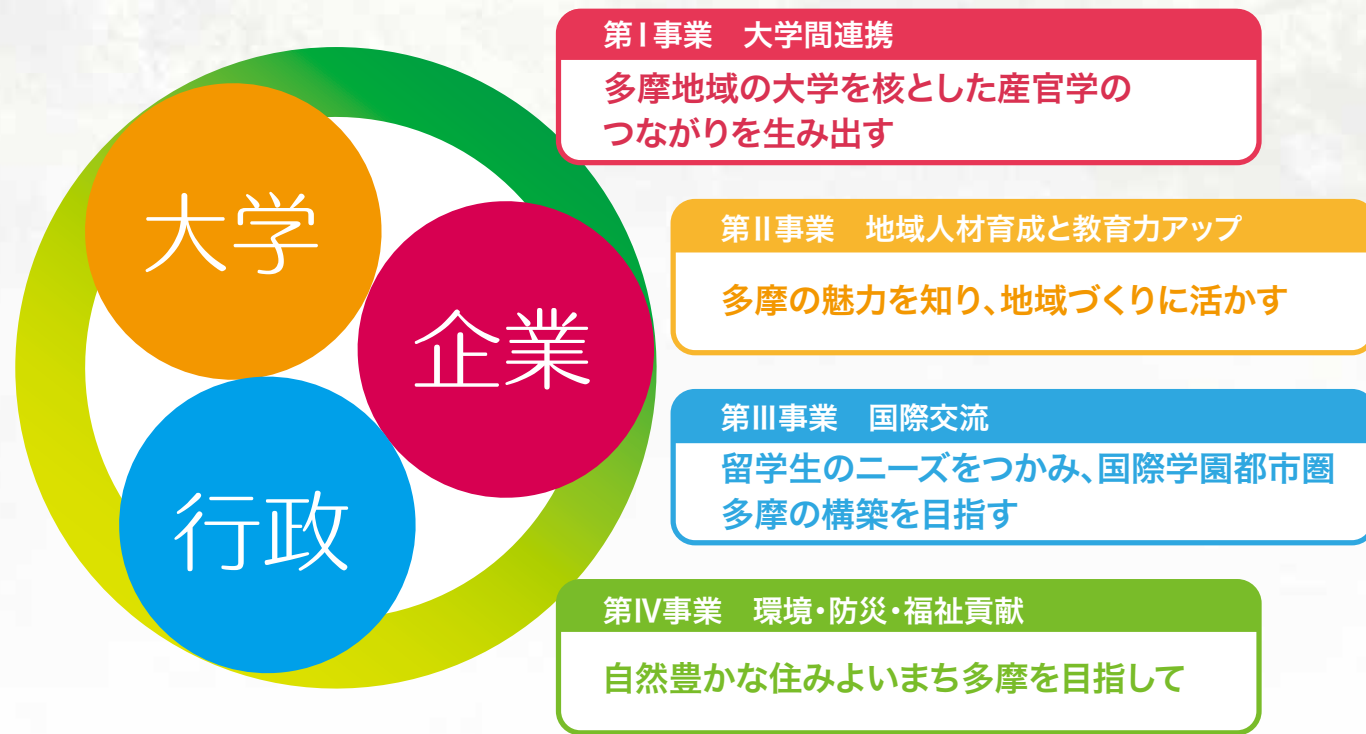 大学
企業
行政
第Ⅰ事業　大学間連携
多摩地域の大学を核とした産官学の
つながりを生み出す
第Ⅱ事業　地域人材育成と教育力アップ
多摩の魅力を知り、地域づくりに活かす
第Ⅲ事業　国際交流
留学生のニーズをつかみ、国際学園都市圏
多摩の構築を目指す
第Ⅳ事業　環境・防災・福祉貢献
自然豊かな住みよいまち多摩を目指して